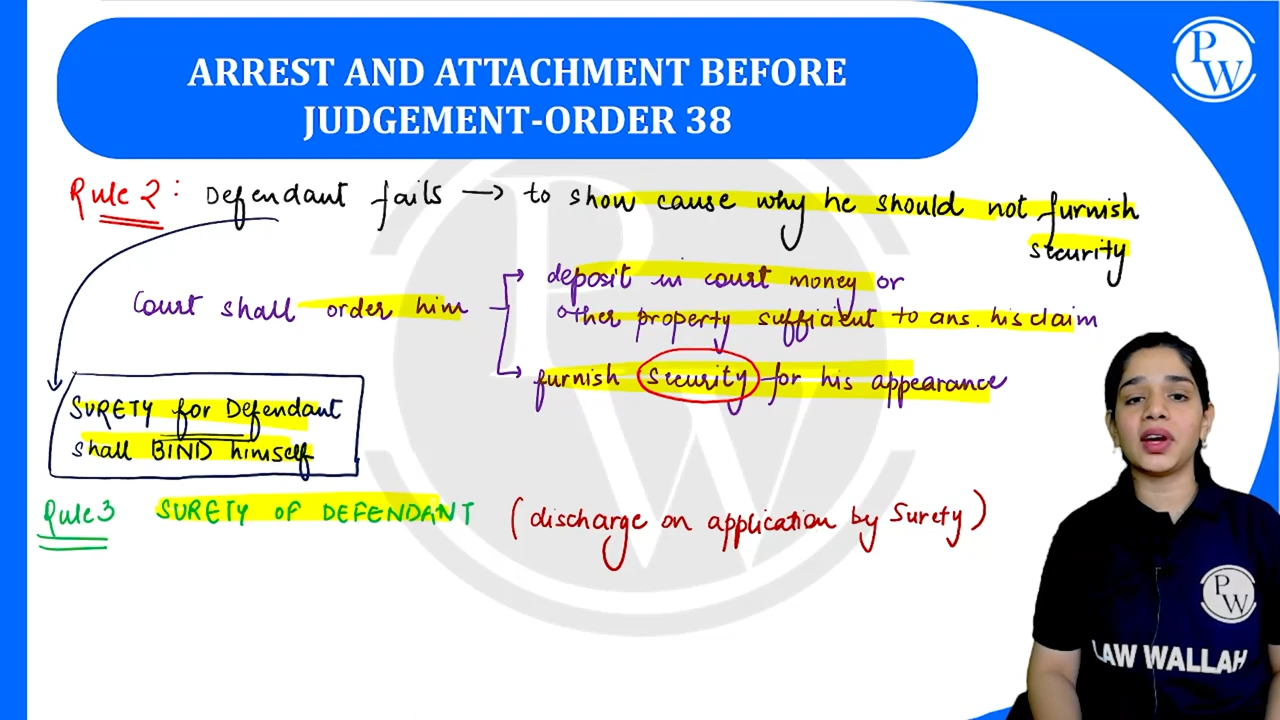 ARREST AND ATTACHMENT BEFORE
JUDGEMENT-ORDER 38
PW
Rule 2: Defendant fails → to show cause why he should not furnish
security
Court shall order him
deposit in court money or
other property sufficient to ans. his claim
furnish security for his appearance
SURETY for Defendant
shall BIND himself
Rule 3 SURETY OF DEFENDANT (discharge on application by Surety)
PW
PW
LAW WALLAH